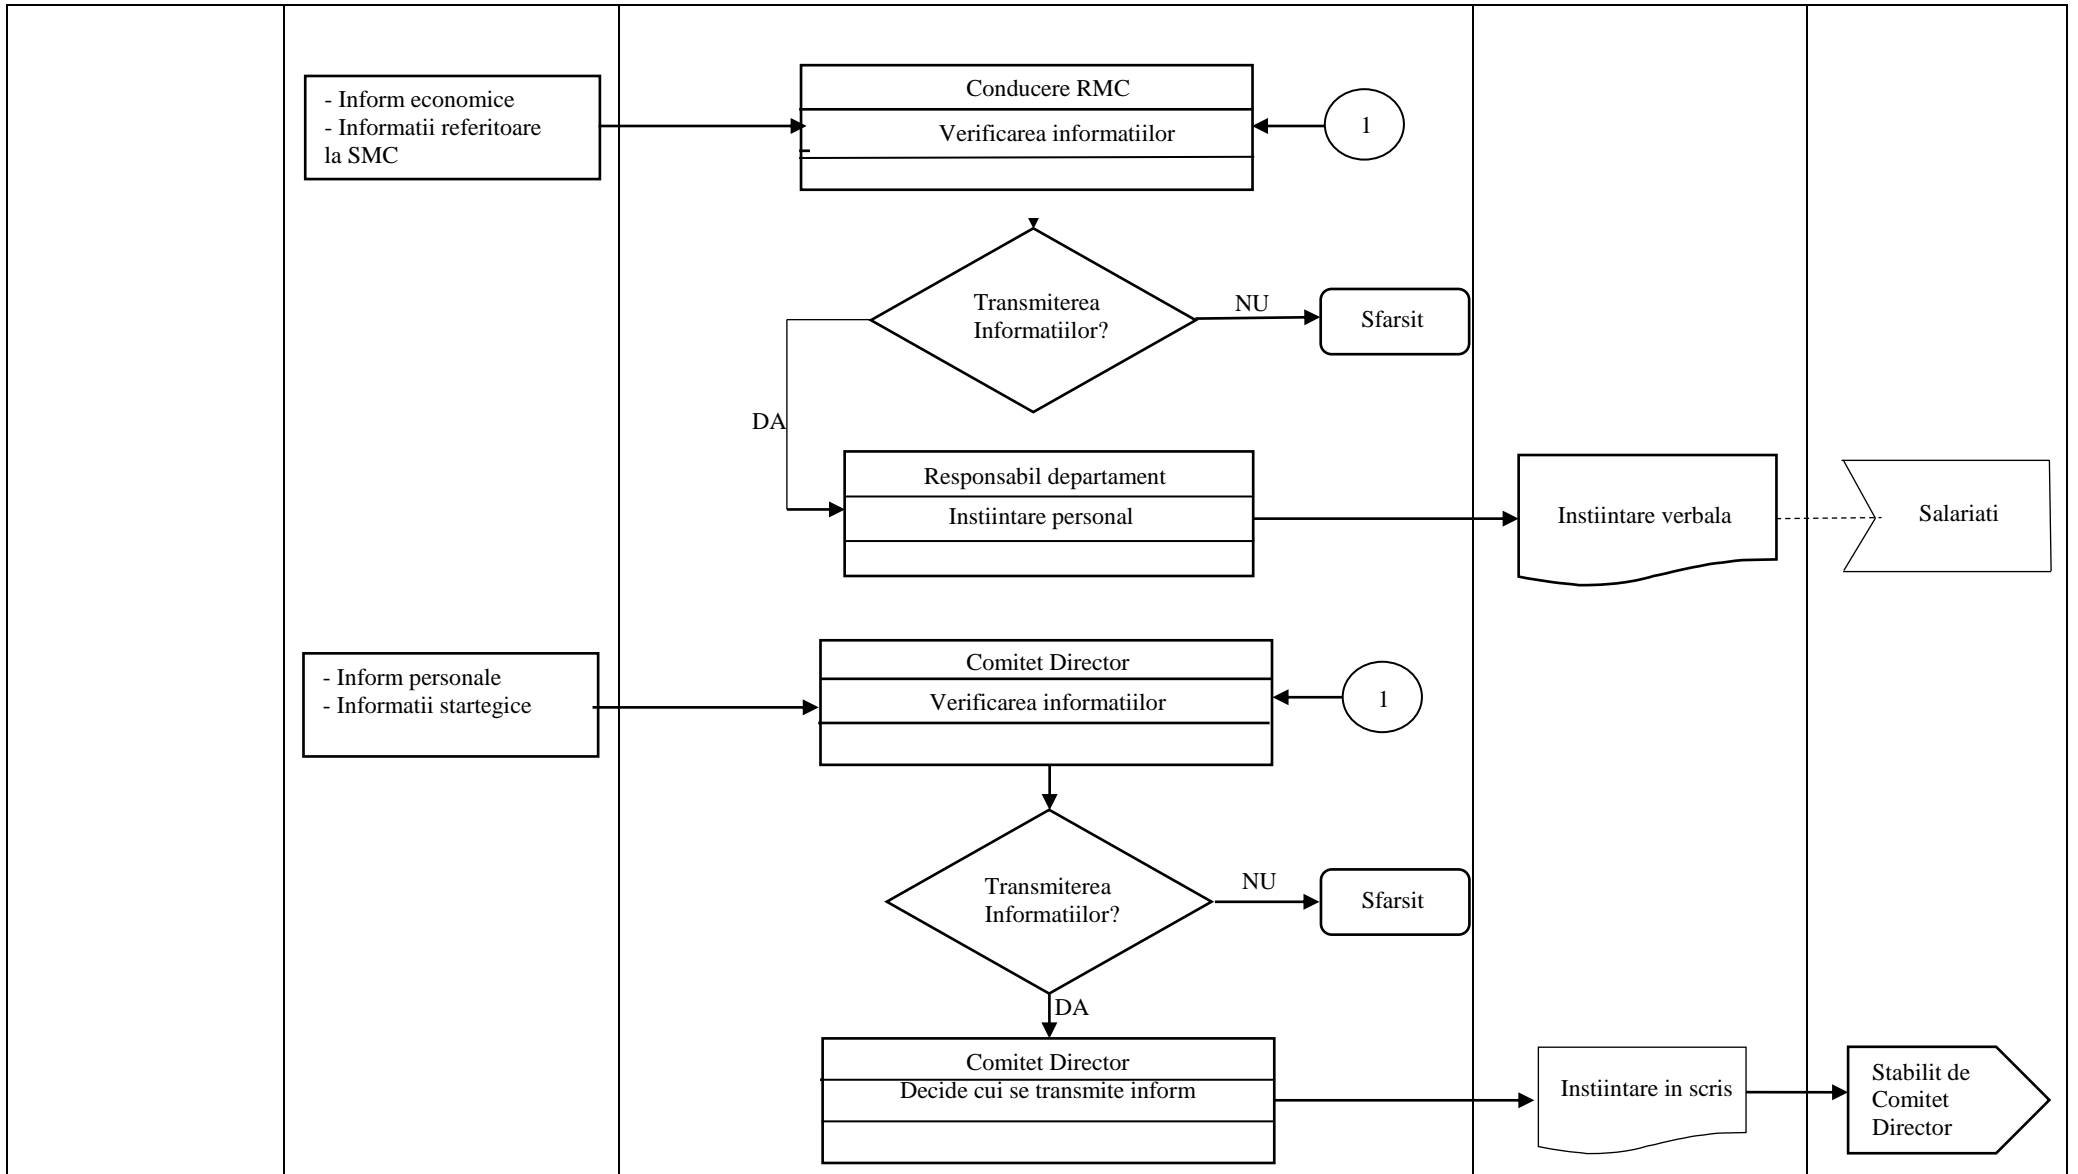 - Inform economice
- Informatii referitoare
la SMC
Conducere RMC
Verificarea informatiilor
1
Transmiterea
Informatiilor?
NU
Sfarsit
DA
Responsabil departament
Instiintare personal
Instiintare verbala
Salariati
- Inform personale
- Informatii startegice
Comitet Director
Verificarea informatiilor
1
Transmiterea
Informatiilor?
NU
Sfarsit
DA
Comitet Director
Decide cui se transmite inform
Instiintare in scris
Stabilit de
Comitet
Director